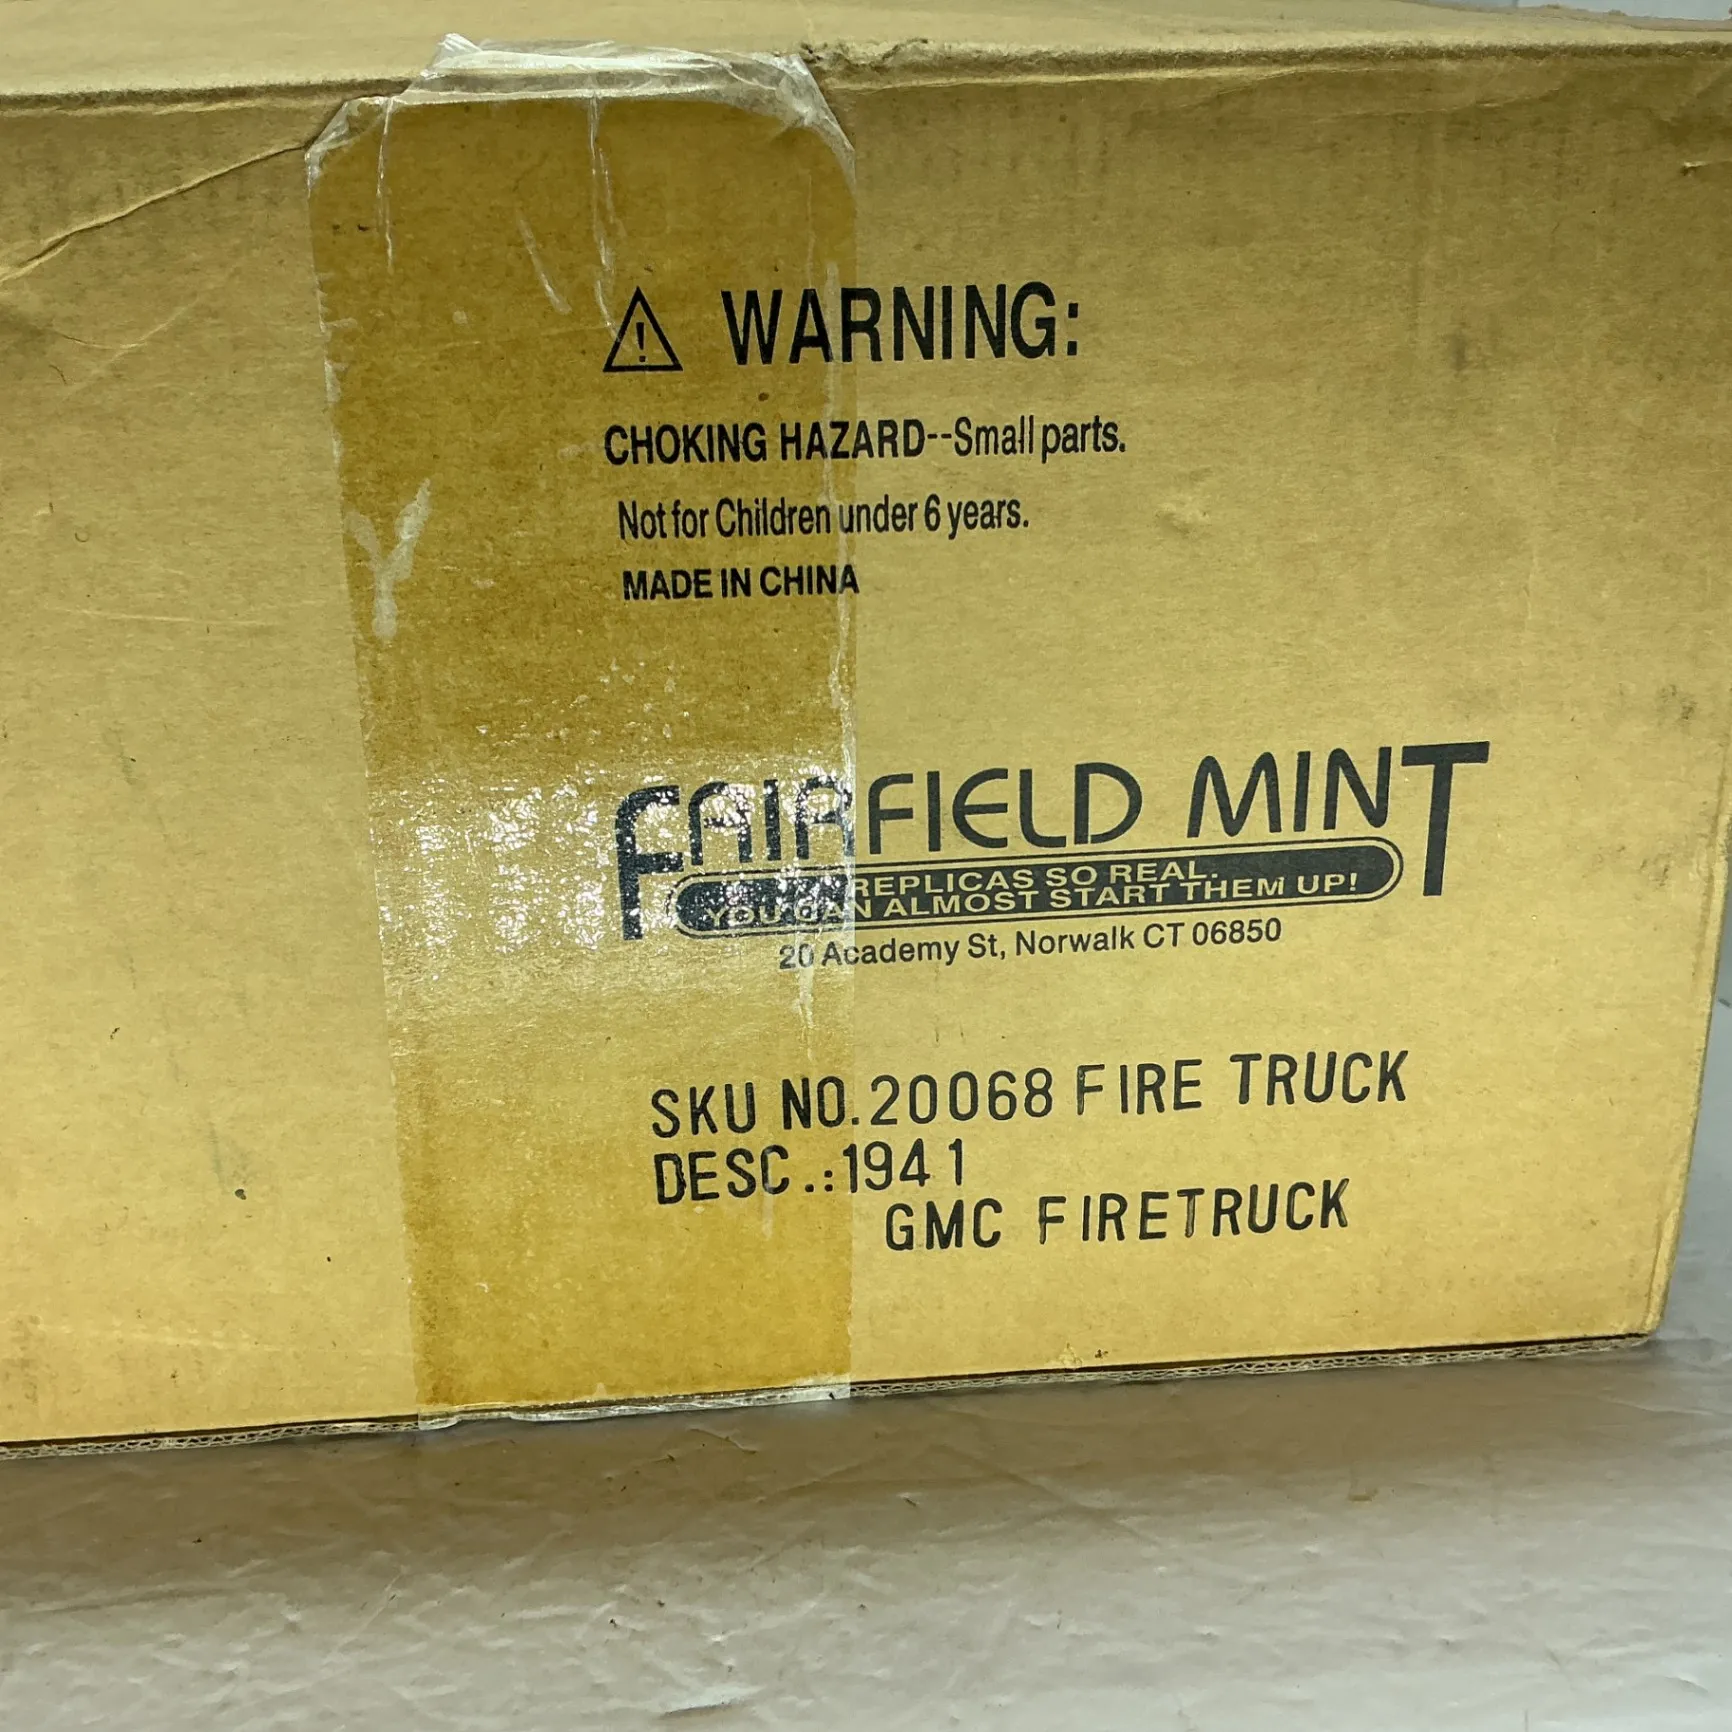 WARNING:
CHOKING HAZARD--Small parts.
Not for Children under 6 years.
MADE IN CHINA
FAIRFIELD MINT
REPLICAS SO REAL.
YOU CAN ALMOST START THEM UP!
20 Academy St, Norwalk CT 06850
SKU NO.20068 FIRE TRUCK
DESC.:1941
GMC FIRETRUCK